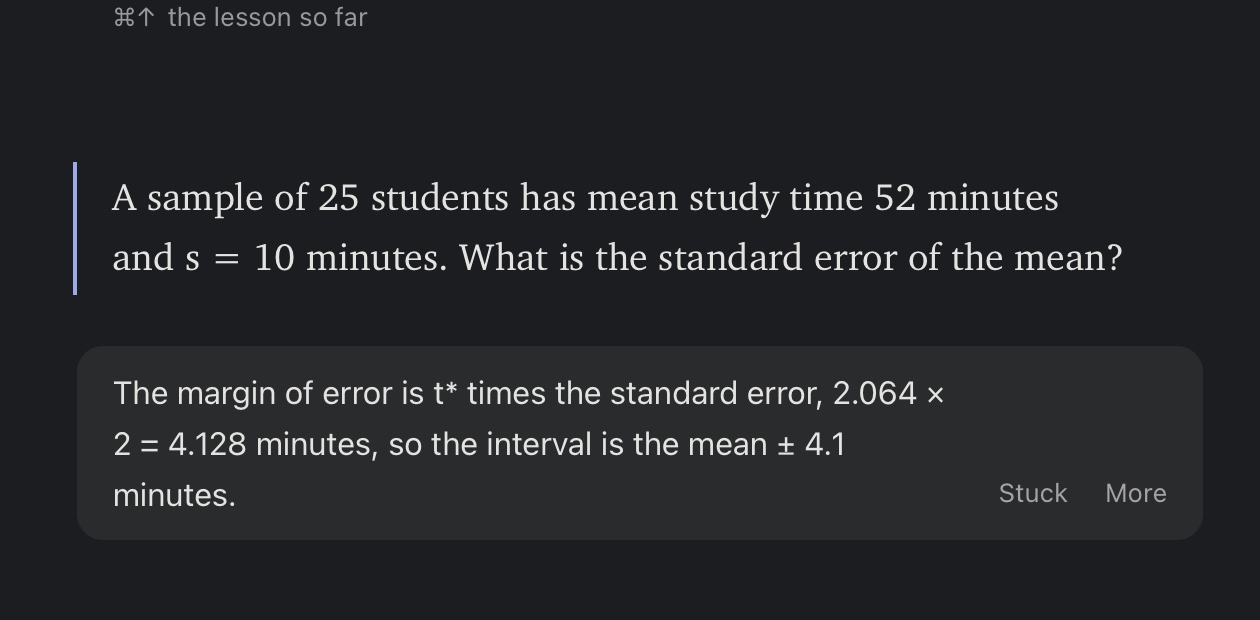 ⌘↑ the lesson so far
A sample of 25 students has mean study time 52 minutes
and s = 10 minutes. What is the standard error of the mean?
The margin of error is t* times the standard error, 2.064 ×
2 = 4.128 minutes, so the interval is the mean ± 4.1
minutes.
Stuck More